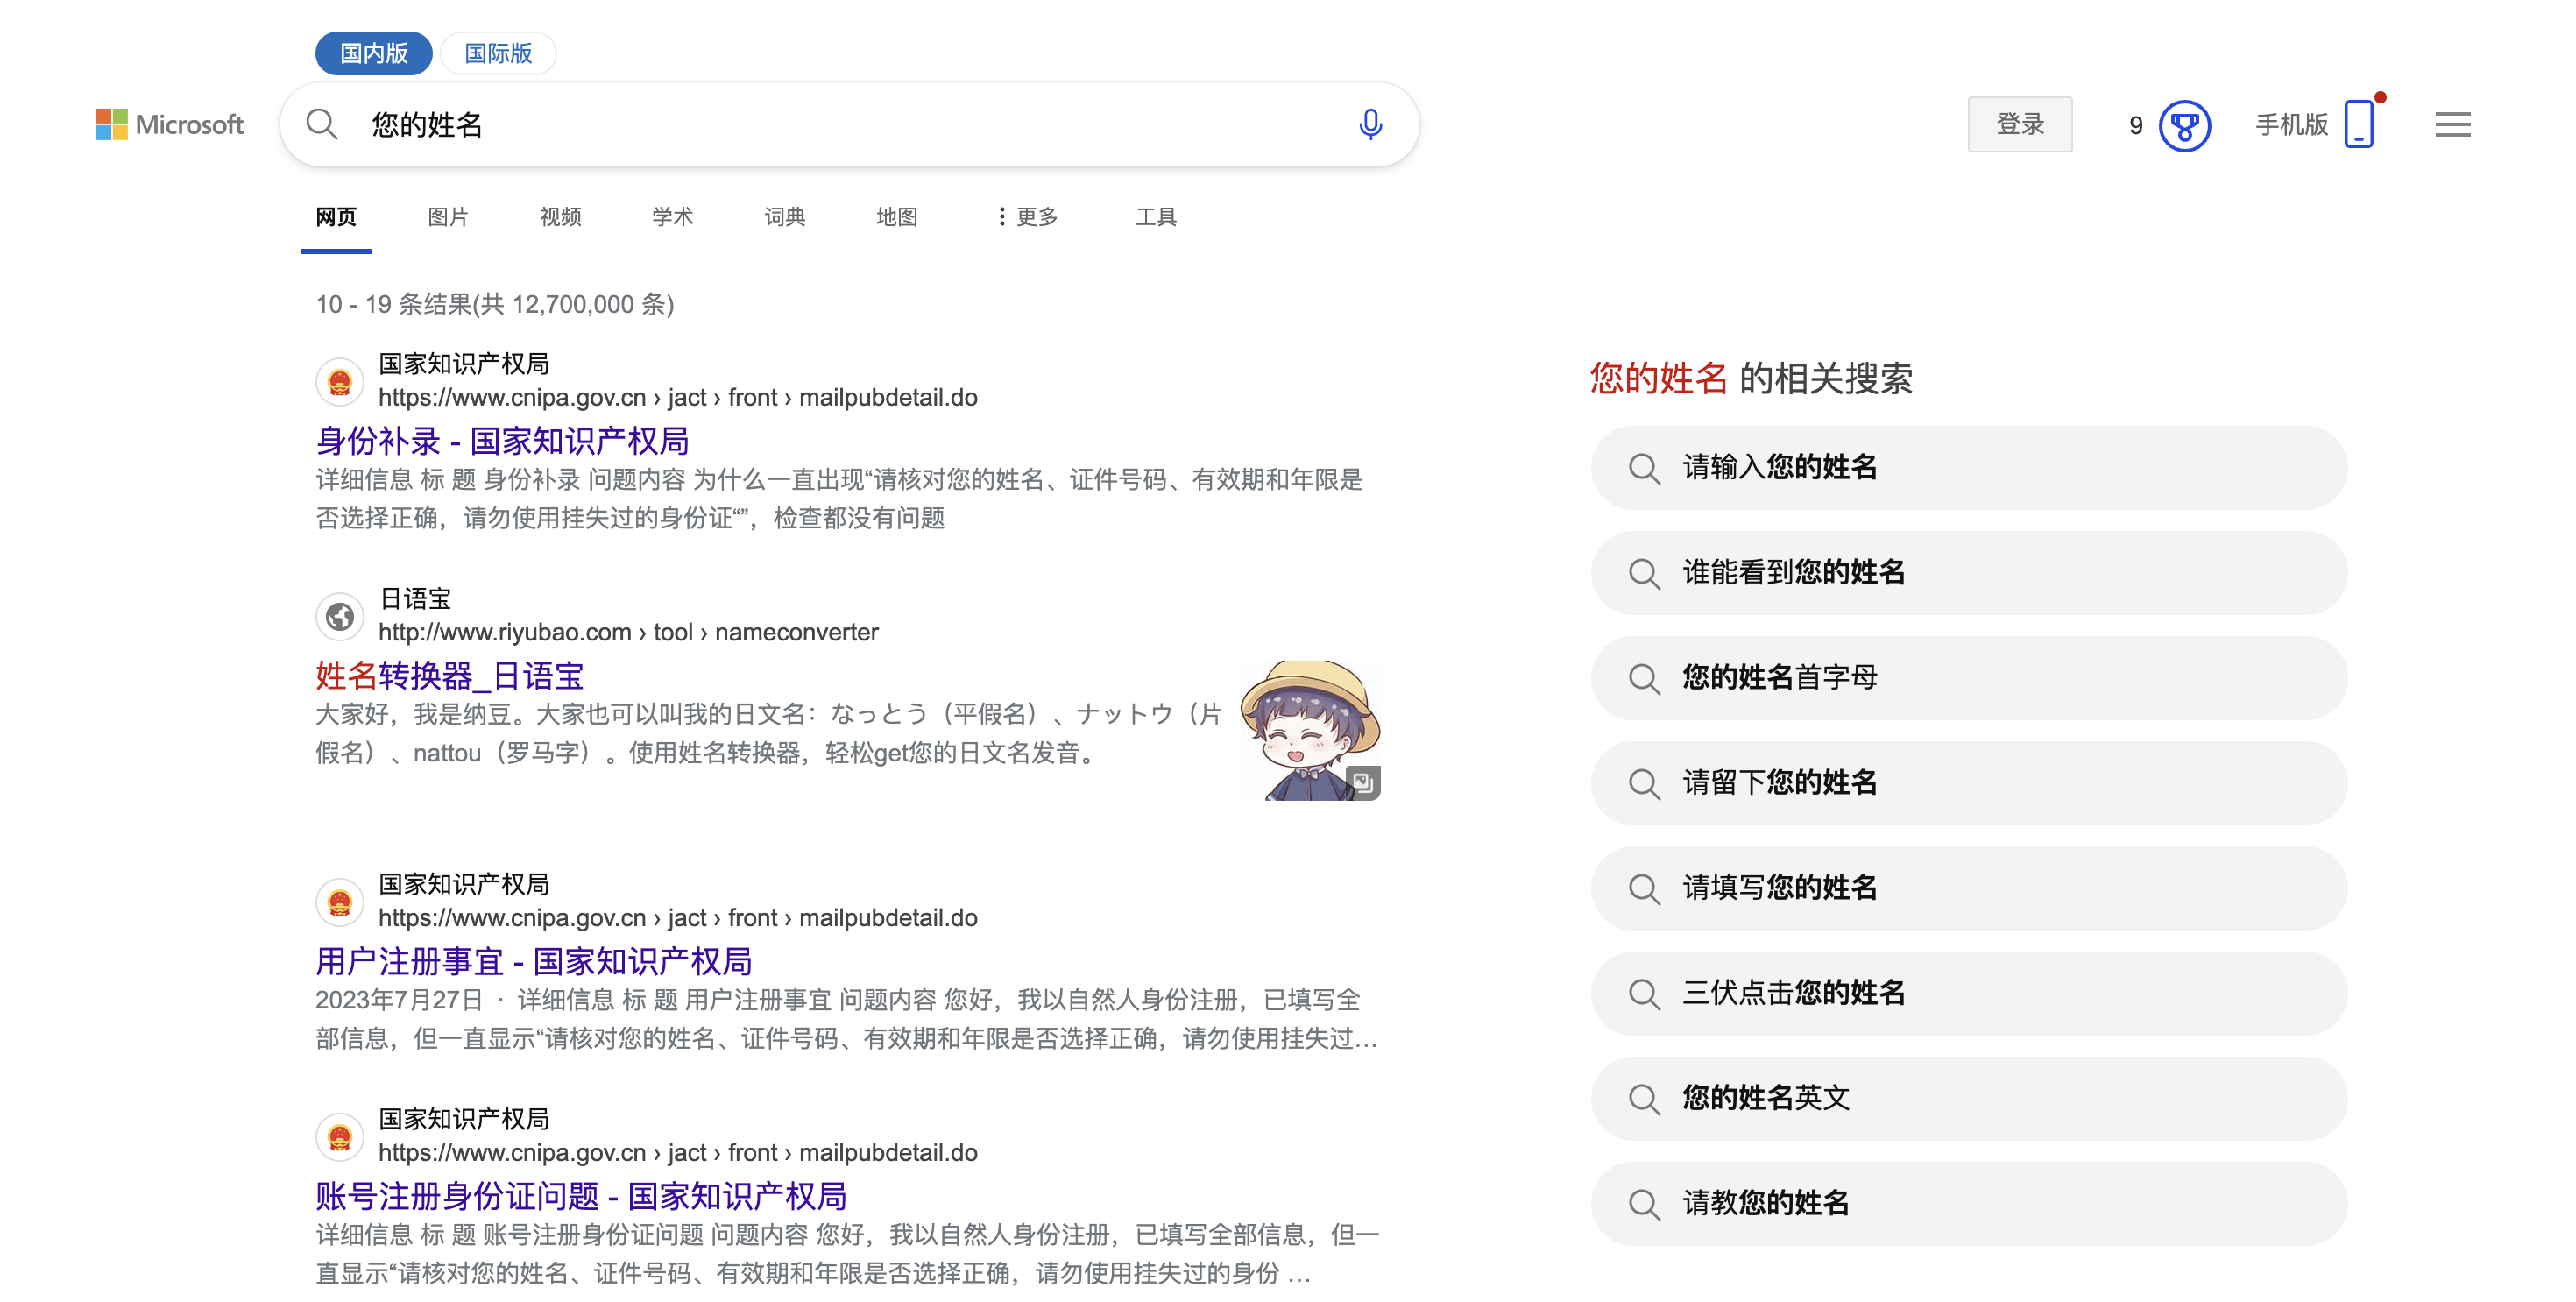 国内版 国际版
Microsoft
您的姓名
登录
9
手机版
网页 图片 视频 学术 词典 地图 更多 工具
10 - 19 条结果(共 12,700,000 条)
国家知识产权局
https://www.cnipa.gov.cn › jact › front › mailpubdetail.do
身份补录 - 国家知识产权局
详细信息 标 题 身份补录 问题内容 为什么一直出现“请核对您的姓名、证件号码、有效期和年限是
否选择正确，请勿使用挂失过的身份证“”，检查都没有问题
日语宝
http://www.riyubao.com › tool › nameconverter
姓名转换器_日语宝
大家好，我是纳豆。大家也可以叫我的日文名：なっとう（平假名）、ナットウ（片
假名）、nattou（罗马字）。使用姓名转换器，轻松get您的日文名发音。
国家知识产权局
https://www.cnipa.gov.cn › jact › front › mailpubdetail.do
用户注册事宜 - 国家知识产权局
2023年7月27日 · 详细信息 标 题 用户注册事宜 问题内容 您好，我以自然人身份注册，已填写全
部信息，但一直显示“请核对您的姓名、证件号码、有效期和年限是否选择正确，请勿使用挂失过…
国家知识产权局
https://www.cnipa.gov.cn › jact › front › mailpubdetail.do
账号注册身份证问题 - 国家知识产权局
详细信息 标 题 账号注册身份证问题 问题内容 您好，我以自然人身份注册，已填写全部信息，但一
直显示“请核对您的姓名、证件号码、有效期和年限是否选择正确，请勿使用挂失过的身份 …
您的姓名 的相关搜索
请输入您的姓名
谁能看到您的姓名
您的姓名首字母
请留下您的姓名
请填写您的姓名
三伏点击您的姓名
您的姓名英文
请教您的姓名